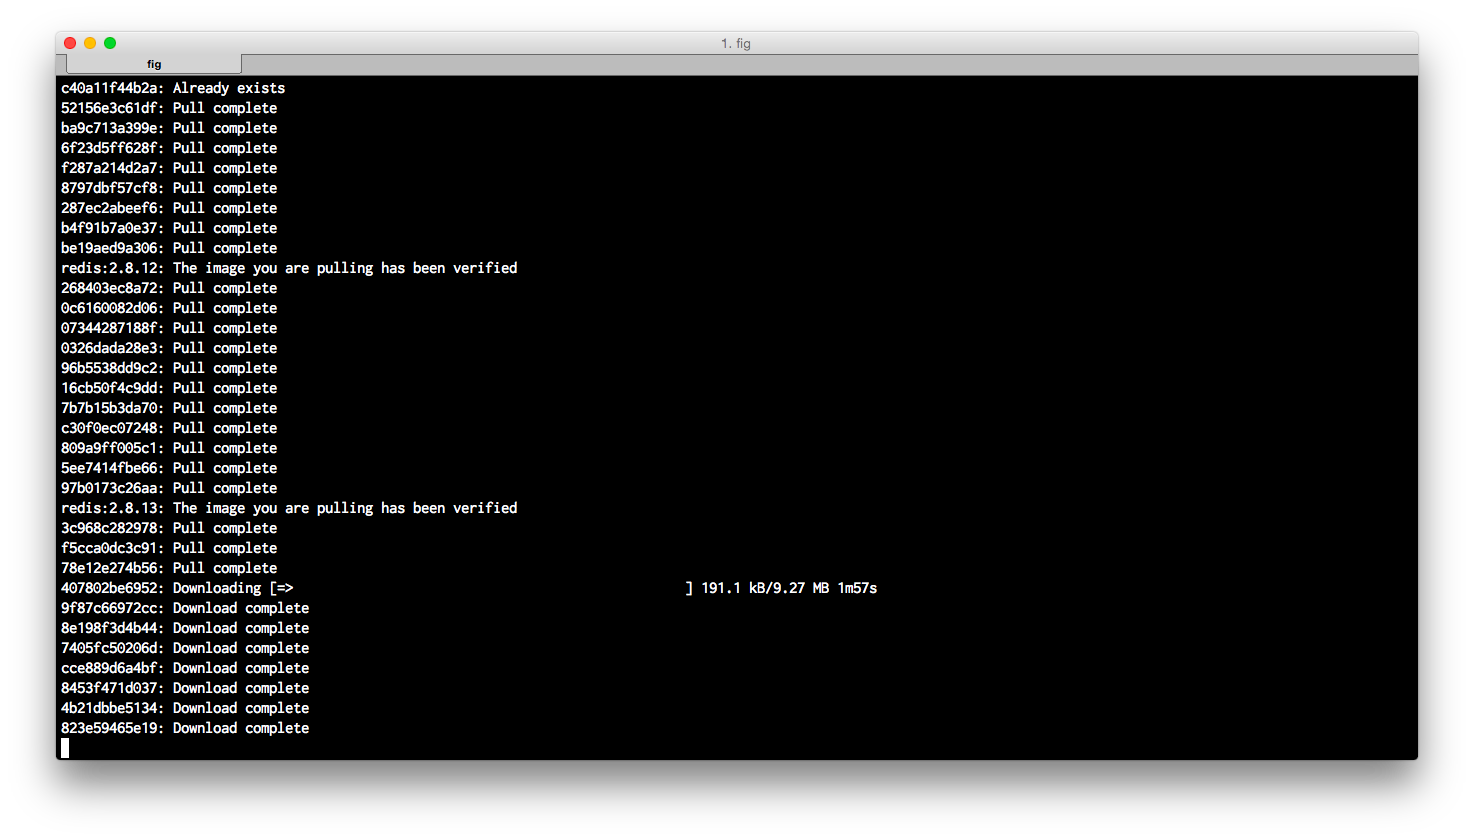 1. fig
fig
c40a11f44b2a: Already exists
52156e3c61df: Pull complete
ba9c713a399e: Pull complete
6f23d5ff628f: Pull complete
f287a214d2a7: Pull complete
8797dbf57cf8: Pull complete
287ec2abeef6: Pull complete
b4f91b7a0e37: Pull complete
be19aed9a306: Pull complete
redis:2.8.12: The image you are pulling has been verified
268403ec8a72: Pull complete
0c6160082d06: Pull complete
07344287188f: Pull complete
0326dada28e3: Pull complete
96b5538dd9c2: Pull complete
16cb50f4c9dd: Pull complete
7b7b15b3da70: Pull complete
c30f0ec07248: Pull complete
809a9ff005c1: Pull complete
5ee7414fbe66: Pull complete
97b0173c26aa: Pull complete
redis:2.8.13: The image you are pulling has been verified
3c968c282978: Pull complete
f5cca0dc3c91: Pull complete
78e12e274b56: Pull complete
407802be6952: Downloading [=>                                                 ] 191.1 kB/9.27 MB 1m57s
9f87c66972cc: Download complete
8e198f3d4b44: Download complete
7405fc50206d: Download complete
cce889d6a4bf: Download complete
8453f471d037: Download complete
4b21dbbe5134: Download complete
823e59465e19: Download complete